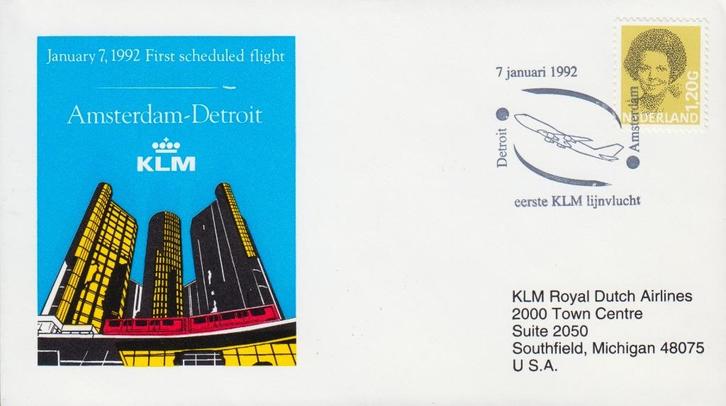 January 7, 1992 First scheduled flight
Amsterdam-Detroit
KLM
7 januari 1992
Detroit
Amsterdam
eerste KLM lijnvlucht
1.20G
NEDERLAND
KLM Royal Dutch Airlines
2000 Town Centre
Suite 2050
Southfield, Michigan 48075
U S.A.